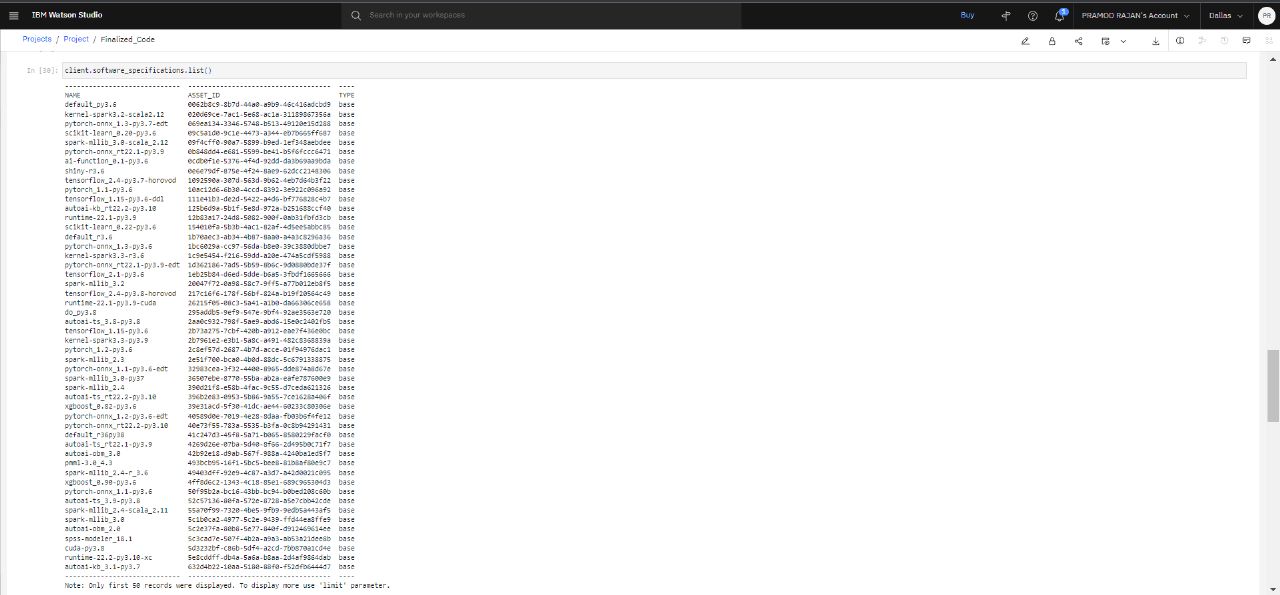 IBM Watson Studio
Search in your workspaces
Buy
PRAMOD RAJAN's Account
Dallas
PR
Projects / Project / Finalized_Code
In [30]: client.software_specifications.list()
NAME ASSET_ID TYPE
default_py3.6 0062b8c9-8b7d-44a0-a9b9-46c416adcbd9 base
kernel-spark3.2-scala2.12 020d69ce-7ac1-5e68-ac1a-31189867356a base
pytorch-onnx_1.3-py3.7-edt 069ea134-3346-5748-b513-49120e15d288 base
scikit-learn_0.20-py3.6 09c5a1d0-9c1e-4473-a344-eb7b665ff687 base
spark-mllib_3.0-scala_2.12 09f4cff0-90a7-5899-b9ed-1ef348aebdee base
pytorch-onnx_rt22.1-py3.9 0b848dd4-e681-5599-be41-b5f6fccc6471 base
ai-function_0.1-py3.6 0cdb0f1e-5376-4f4d-92dd-da3b69aa9bda base
shiny-r3.6 0e6e79df-875e-4f24-8ae9-62dcc2148306 base
tensorflow_2.4-py3.7-horovod 1092590a-307d-563d-9b62-4eb7d64b3f22 base
pytorch_1.1-py3.6 10ac12d6-6b30-4ccd-8392-3e922c096a92 base
tensorflow_1.15-py3.6-ddl 111e41b3-de2d-5422-a4d6-bf776828c4b7 base
autoai-kb_rt22.2-py3.10 125b6d9a-5b1f-5e8d-972a-b251688ccf40 base
runtime-22.1-py3.9 12b83a17-24d8-5082-900f-0ab31fbfd3cb base
scikit-learn_0.22-py3.6 154010fa-5b3b-4ac1-82af-4d5ee5abbc85 base
default_r3.6 1b70aec3-ab34-4b87-8aa0-a4a3c8296a36 base
pytorch-onnx_1.3-py3.6 1bc6029a-cc97-56da-b8e0-39c3880dbbe7 base
kernel-spark3.3-r3.6 1c9e5454-f216-59dd-a20e-474a5cdf5988 base
pytorch-onnx_rt22.1-py3.9-edt 1d362186-7ad5-5b59-8b6c-9d0880bde37f base
tensorflow_2.1-py3.6 1eb25b84-d6ed-5dde-b6a5-3fbdf1665666 base
spark-mllib_3.2 20047f72-0a98-58c7-9ff5-a77b012eb8f5 base
tensorflow_2.4-py3.8-horovod 217c16f6-178f-56bf-824a-b19f20564c49 base
runtime-22.1-py3.9-cuda 26215f05-08c3-5a41-a1b0-da66306ce658 base
do_py3.8 295addb5-9ef9-547e-9bf4-92ae3563e720 base
autoai-ts_3.8-py3.8 2aa0c932-798f-5ae9-abd6-15e0c2402fb5 base
tensorflow_1.15-py3.6 2b73a275-7cbf-420b-a912-eae7f436e0bc base
kernel-spark3.3-py3.9 2b7961e2-e3b1-5a8c-a491-482c8368839a base
pytorch_1.2-py3.6 2c8ef57d-2687-4b7d-acce-01f94976dac1 base
spark-mllib_2.3 2e51f700-bca0-4b0d-88dc-5c6791338875 base
pytorch-onnx_1.1-py3.6-edt 32983cea-3f32-4400-8965-dde874a8d67e base
spark-mllib_3.0-py37 36507ebe-8770-55ba-ab2a-eafe787600e9 base
spark-mllib_2.4 390d21f8-e58b-4fac-9c55-d7ceda621326 base
autoai-ts_rt22.2-py3.10 396b2e83-0953-5b86-9a55-7ce1628a406f base
xgboost_0.82-py3.6 39e31acd-5f30-41dc-ae44-60233c80306e base
pytorch-onnx_1.2-py3.6-edt 40589d0e-7019-4e28-8daa-fb03b6f4fe12 base
pytorch-onnx_rt22.2-py3.10 40e73f55-783a-5535-b3fa-0c8b94291431 base
default_r36py38 41c247d3-45f8-5a71-b065-8580229facf0 base
autoai-ts_rt22.1-py3.9 4269d26e-07ba-5d40-8f66-2d495b0c71f7 base
autoai-obm_3.0 42b92e18-d9ab-567f-988a-4240ba1ed5f7 base
pmml-3.0_4.3 493bcb95-16f1-5bc5-bee8-81b8af80e9c7 base
spark-mllib_2.4-r_3.6 49403dff-92e9-4c87-a3d7-a42d0021c095 base
xgboost_0.90-py3.6 4ff8d6c2-1343-4c18-85e1-689c965304d3 base
pytorch-onnx_1.1-py3.6 50f95b2a-bc16-43bb-bc94-b0bed208c60b base
autoai-ts_3.9-py3.8 52c57136-80fa-572e-8728-a5e7cbb42cde base
spark-mllib_2.4-scala_2.11 55a70f99-7320-4be5-9fb9-9edb5a443af5 base
spark-mllib_3.0 5c1b0ca2-4977-5c2e-9439-ffd44ea8ffe9 base
autoai-obm_2.0 5c2e37fa-80b8-5e77-840f-d912469614ee base
spss-modeler_18.1 5c3cad7e-507f-4b2a-a9a3-ab53a21dee8b base
cuda-py3.8 5d3232bf-c86b-5df4-a2cd-7bb870a1cd4e base
runtime-22.2-py3.10-xc 5e8cddff-db4a-5a6a-b8aa-2d4af9864dab base
autoai-kb_3.1-py3.7 632d4b22-10aa-5180-88f0-f52dfb6444d7 base
Note: Only first 50 records were displayed. To display more use 'limit' parameter.